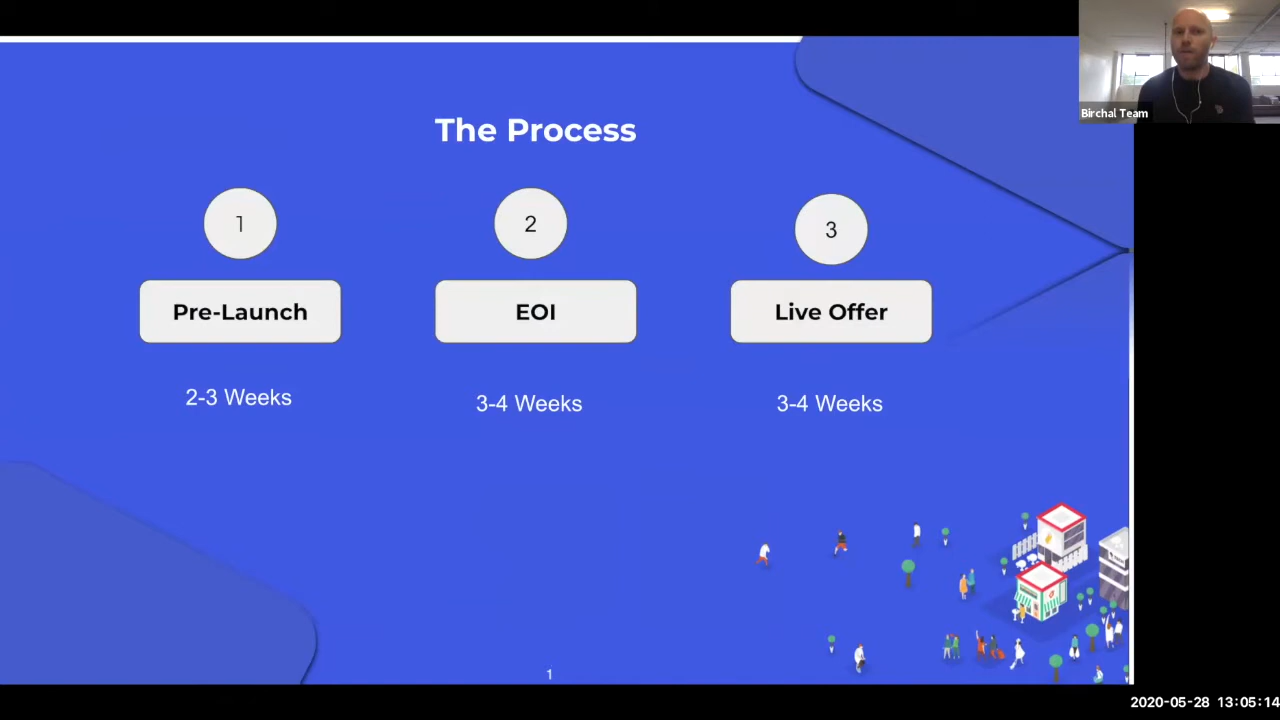 Birchal Team
The Process
1
2
3
Pre-Launch
EOI
Live Offer
2-3 Weeks
3-4 Weeks
3-4 Weeks
1
2020-05-28 13:05:14